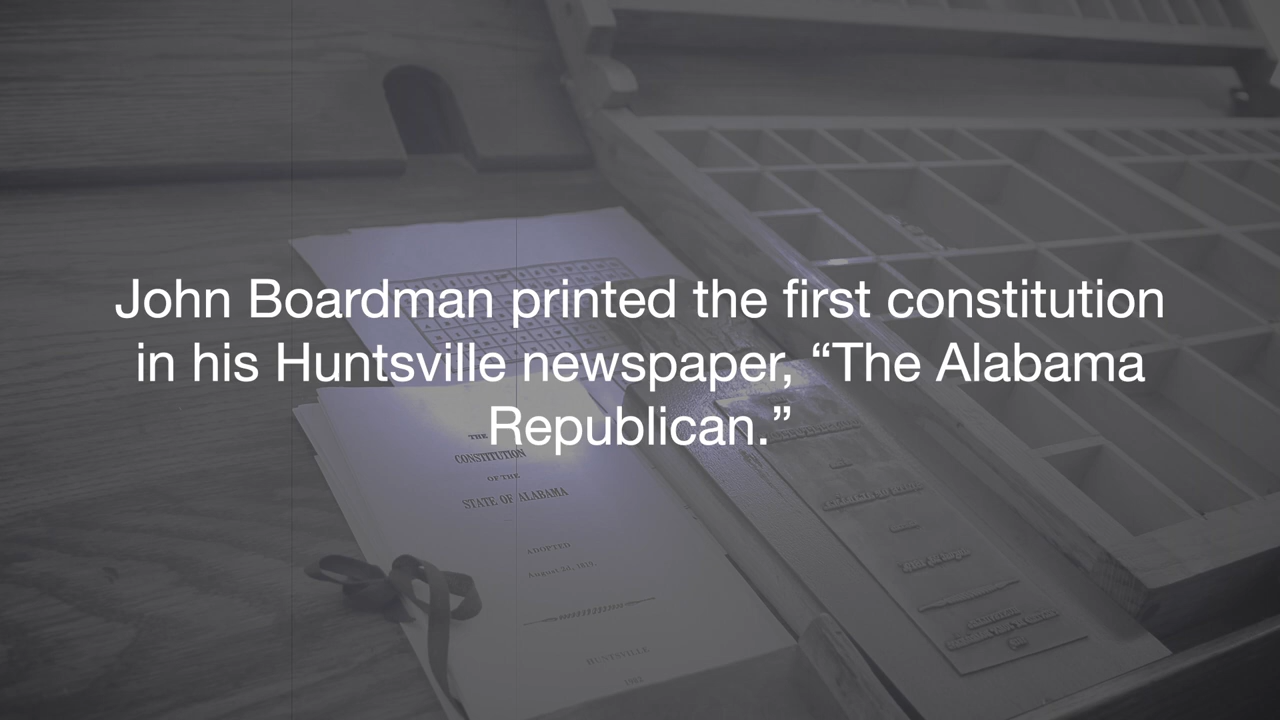 John Boardman printed the first constitution
in his Huntsville newspaper, “The Alabama
Republican.”
THE
CONSTITUTION
OF THE
STATE OF ALABAMA
ADOPTED
HUNTSVILLE